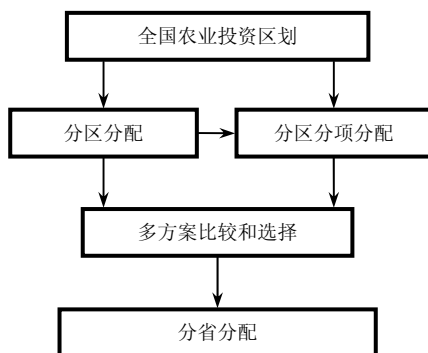 全国农业投资区划
分区分配
分区分项分配
多方案比较和选择
分省分配